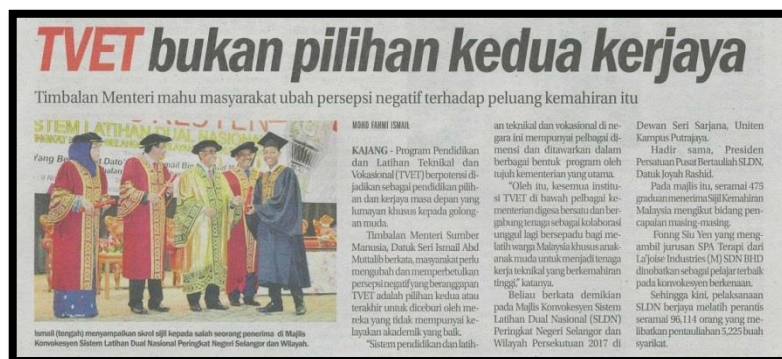 TVET bukan pilihan kedua kerjaya
Timbalan Menteri mahu masyarakat ubah persepsi negatif terhadap peluang kemahiran itu
STEM LATIHAN DUAL NASIONAL
Ismail (tengah) menyampaikan skrol sijil kepada salah seorang penerima di Majlis
Konvokesyen Sistem Latihan Dual Nasional Peringkat Negeri Selangor dan Wilayah.
MOHD FAHMI ISMAIL
KAJANG - Program Pendidikan
dan Latihan Teknikal dan
Vokasional (TVET) berpotensi di-
jadikan sebagai pendidikan pilih-
an dan kerjaya masa depan yang
lumayan khusus kepada golong-
an muda.
Timbalan Menteri Sumber
Manusia, Datuk Seri Ismail Abd
Muttalib berkata, masyarakat perlu
mengubah dan memperbetulkan
persepsi negatif yang beranggapan
TVET adalah pilihan kedua atau
terakhir untuk diceburi oleh me-
reka yang tidak mempunyai ke-
layakan akademik yang baik.
"Sistem pendidikan dan latih-
an teknikal dan vokasional di ne-
gara ini mempunyai pelbagai di-
mensi dan ditawarkan dalam
berbagai bentuk program oleh
tujuh kementerian yang utama.
"Oleh itu, kesemua institu-
si TVET di bawah pelbagai ke-
menterian digesa bersatu dan ber-
gabung tenaga sebagai kolaborasi
unggul lagi bersepadu bagi me-
latih warga Malaysia khusus anak-
anak muda untuk menjadi tenaga
kerja teknikal yang berkemahiran
tinggi," katanya.
Beliau berkata demikian
pada Majlis Konvokesyen Sistem
Latihan Dual Nasional (SLDN)
Peringkat Negeri Selangor dan
Wilayah Persekutuan 2017 di
Dewan Seri Sarjana, Uniten
Kampus Putrajaya.
Hadir sama, Presiden
Persatuan Pusat Bertauliah SLDN,
Datuk Joyah Rashid.
Pada majlis itu, seramai 475
graduan menerima Sijil Kemahiran
Malaysia mengikut bidang pen-
capaian masing-masing.
Fuung Siu Yen yang meng-
ambil jurusan SPA Terapi dari
La'joise Industries (M) SDN BHD
dinobatkan sebagai pelajar terbaik
pada konvokesyen berkenaan.
Sehingga kini, pelaksanaan
SLDN berjaya melatih perantis
seramai 96,114 orang yang me-
libatkan pentauliahan 3,225 buah
syarikat.